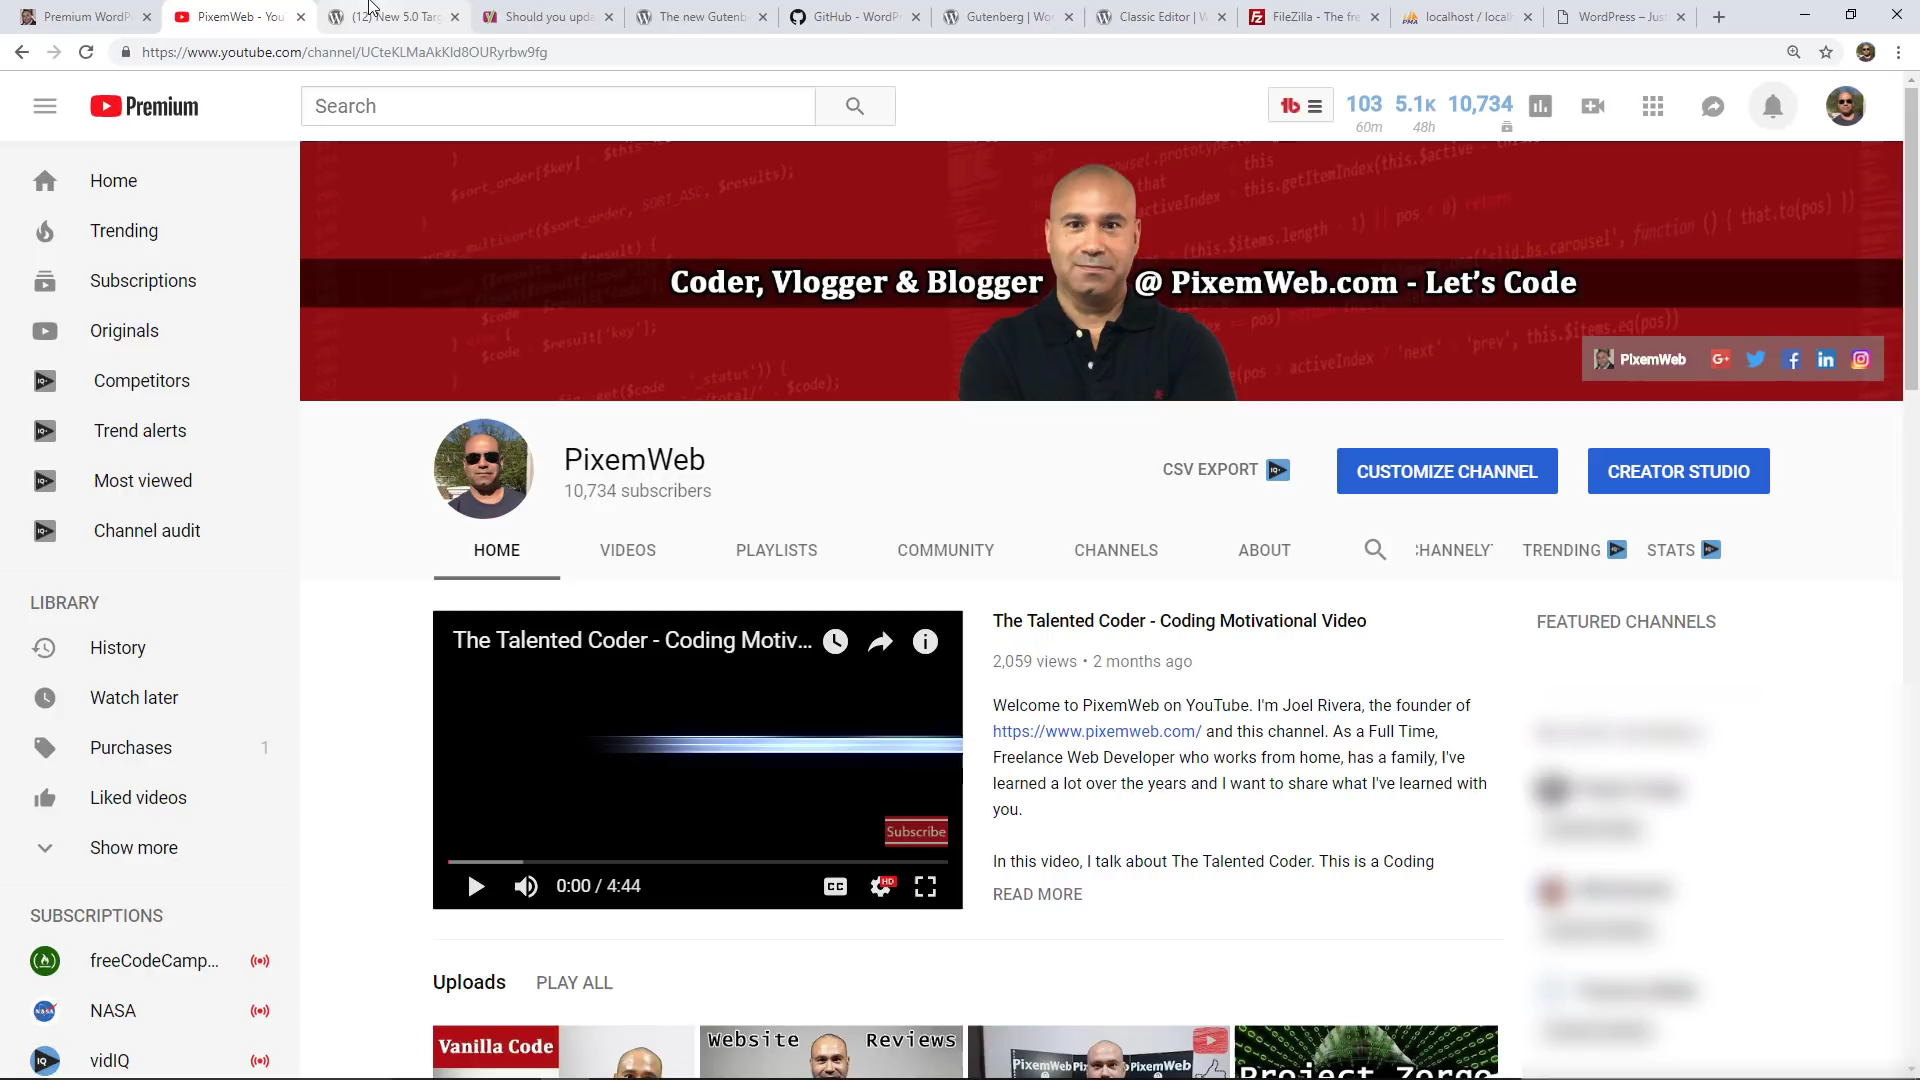 Premium WordP
PixemWeb - You
(12) New 5.0 Targ
Should you upda
The new Gutenb
GitHub - WordP
Gutenberg | Wor
Classic Editor | W
FileZilla - The fre
localhost / local
WordPress – Just
https://www.youtube.com/channel/UCteKLMaAkKld8OURyrbw9fg
Premium
Search
103 5.1K 10,734
60m 48h
Home
Trending
Subscriptions
Originals
Competitors
Trend alerts
Most viewed
Channel audit
LIBRARY
History
Watch later
Purchases 1
Liked videos
Show more
SUBSCRIPTIONS
freeCodeCamp...
NASA
vidIQ
Coder, Vlogger & Blogger @ PixemWeb.com - Let's Code
PixemWeb
PixemWeb
10,734 subscribers
CSV EXPORT
CUSTOMIZE CHANNEL
CREATOR STUDIO
HOME VIDEOS PLAYLISTS COMMUNITY CHANNELS ABOUT CHANNELY TRENDING STATS
The Talented Coder - Coding Motiv...
Subscribe
0:00 / 4:44
CC HD
The Talented Coder - Coding Motivational Video
2,059 views • 2 months ago
Welcome to PixemWeb on YouTube. I'm Joel Rivera, the founder of
https://www.pixemweb.com/ and this channel. As a Full Time,
Freelance Web Developer who works from home, has a family, I've
learned a lot over the years and I want to share what I've learned with
you.
In this video, I talk about The Talented Coder. This is a Coding
READ MORE
FEATURED CHANNELS
Uploads PLAY ALL
Vanilla Code
Website Reviews
PixemWeb PixemWeb
Project Zorgo